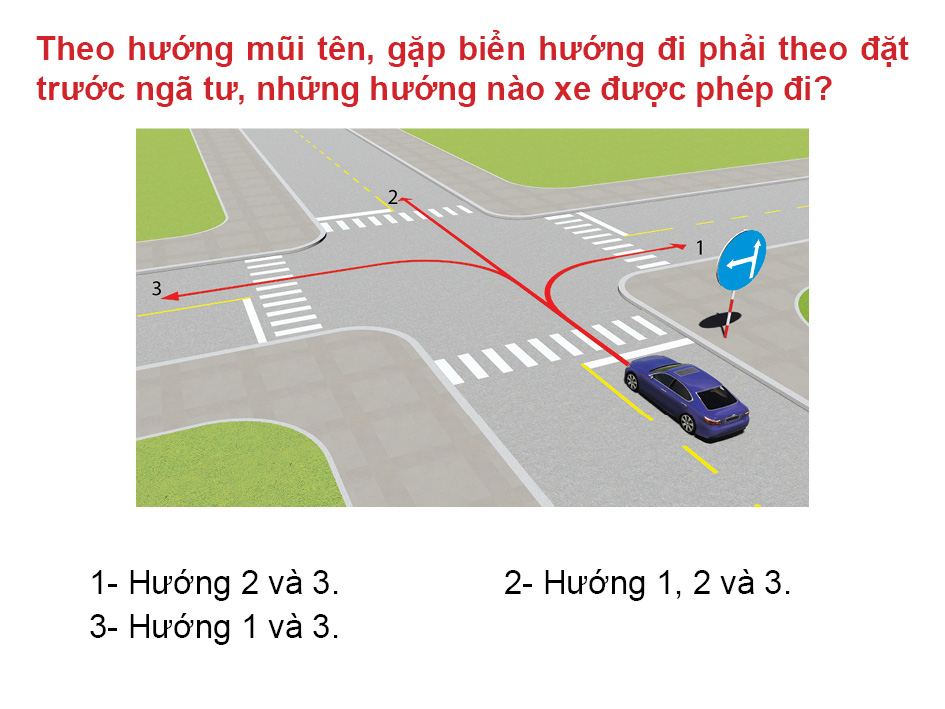 Theo hướng mũi tên, gặp biển hướng đi phải theo đặt
trước ngã tư, những hướng nào xe được phép đi?
2
1
3
1- Hướng 2 và 3.
2- Hướng 1, 2 và 3.
3- Hướng 1 và 3.